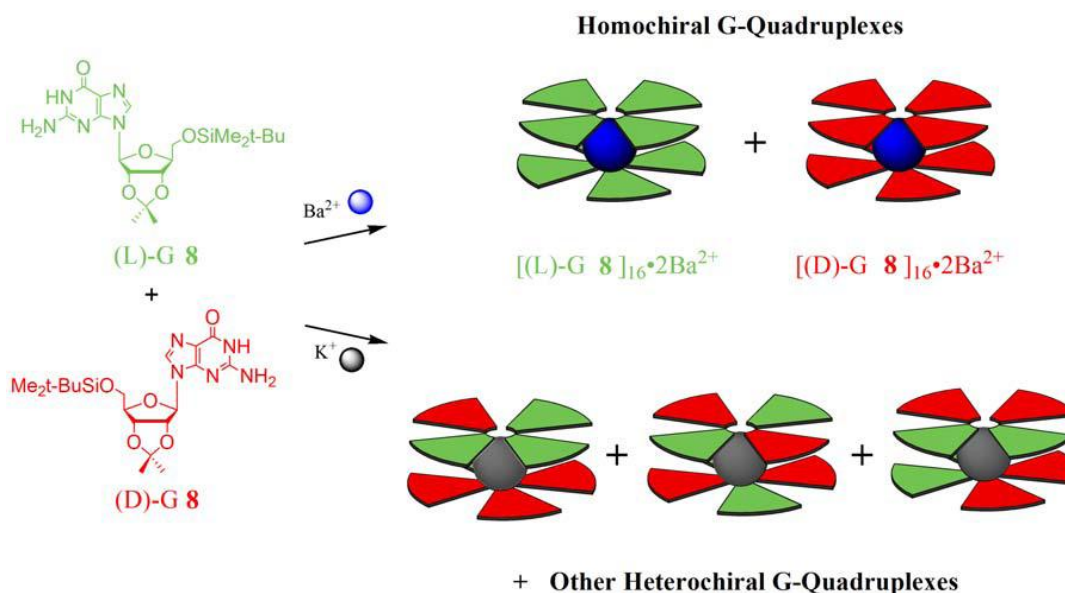 Homochiral G-Quadruplexes
O
N
HN
H₂N
N
N
O
OSiMe₂t-Bu
O
O
(L)-G 8
+
Ba²⁺
+
[(L)-G 8 ]₁₆•2Ba²⁺
[(D)-G 8 ]₁₆•2Ba²⁺
K⁺
O
N
NH
N
N
NH₂
Me₂t-BuSiO
O
O
O
(D)-G 8
+
+
+ Other Heterochiral G-Quadruplexes